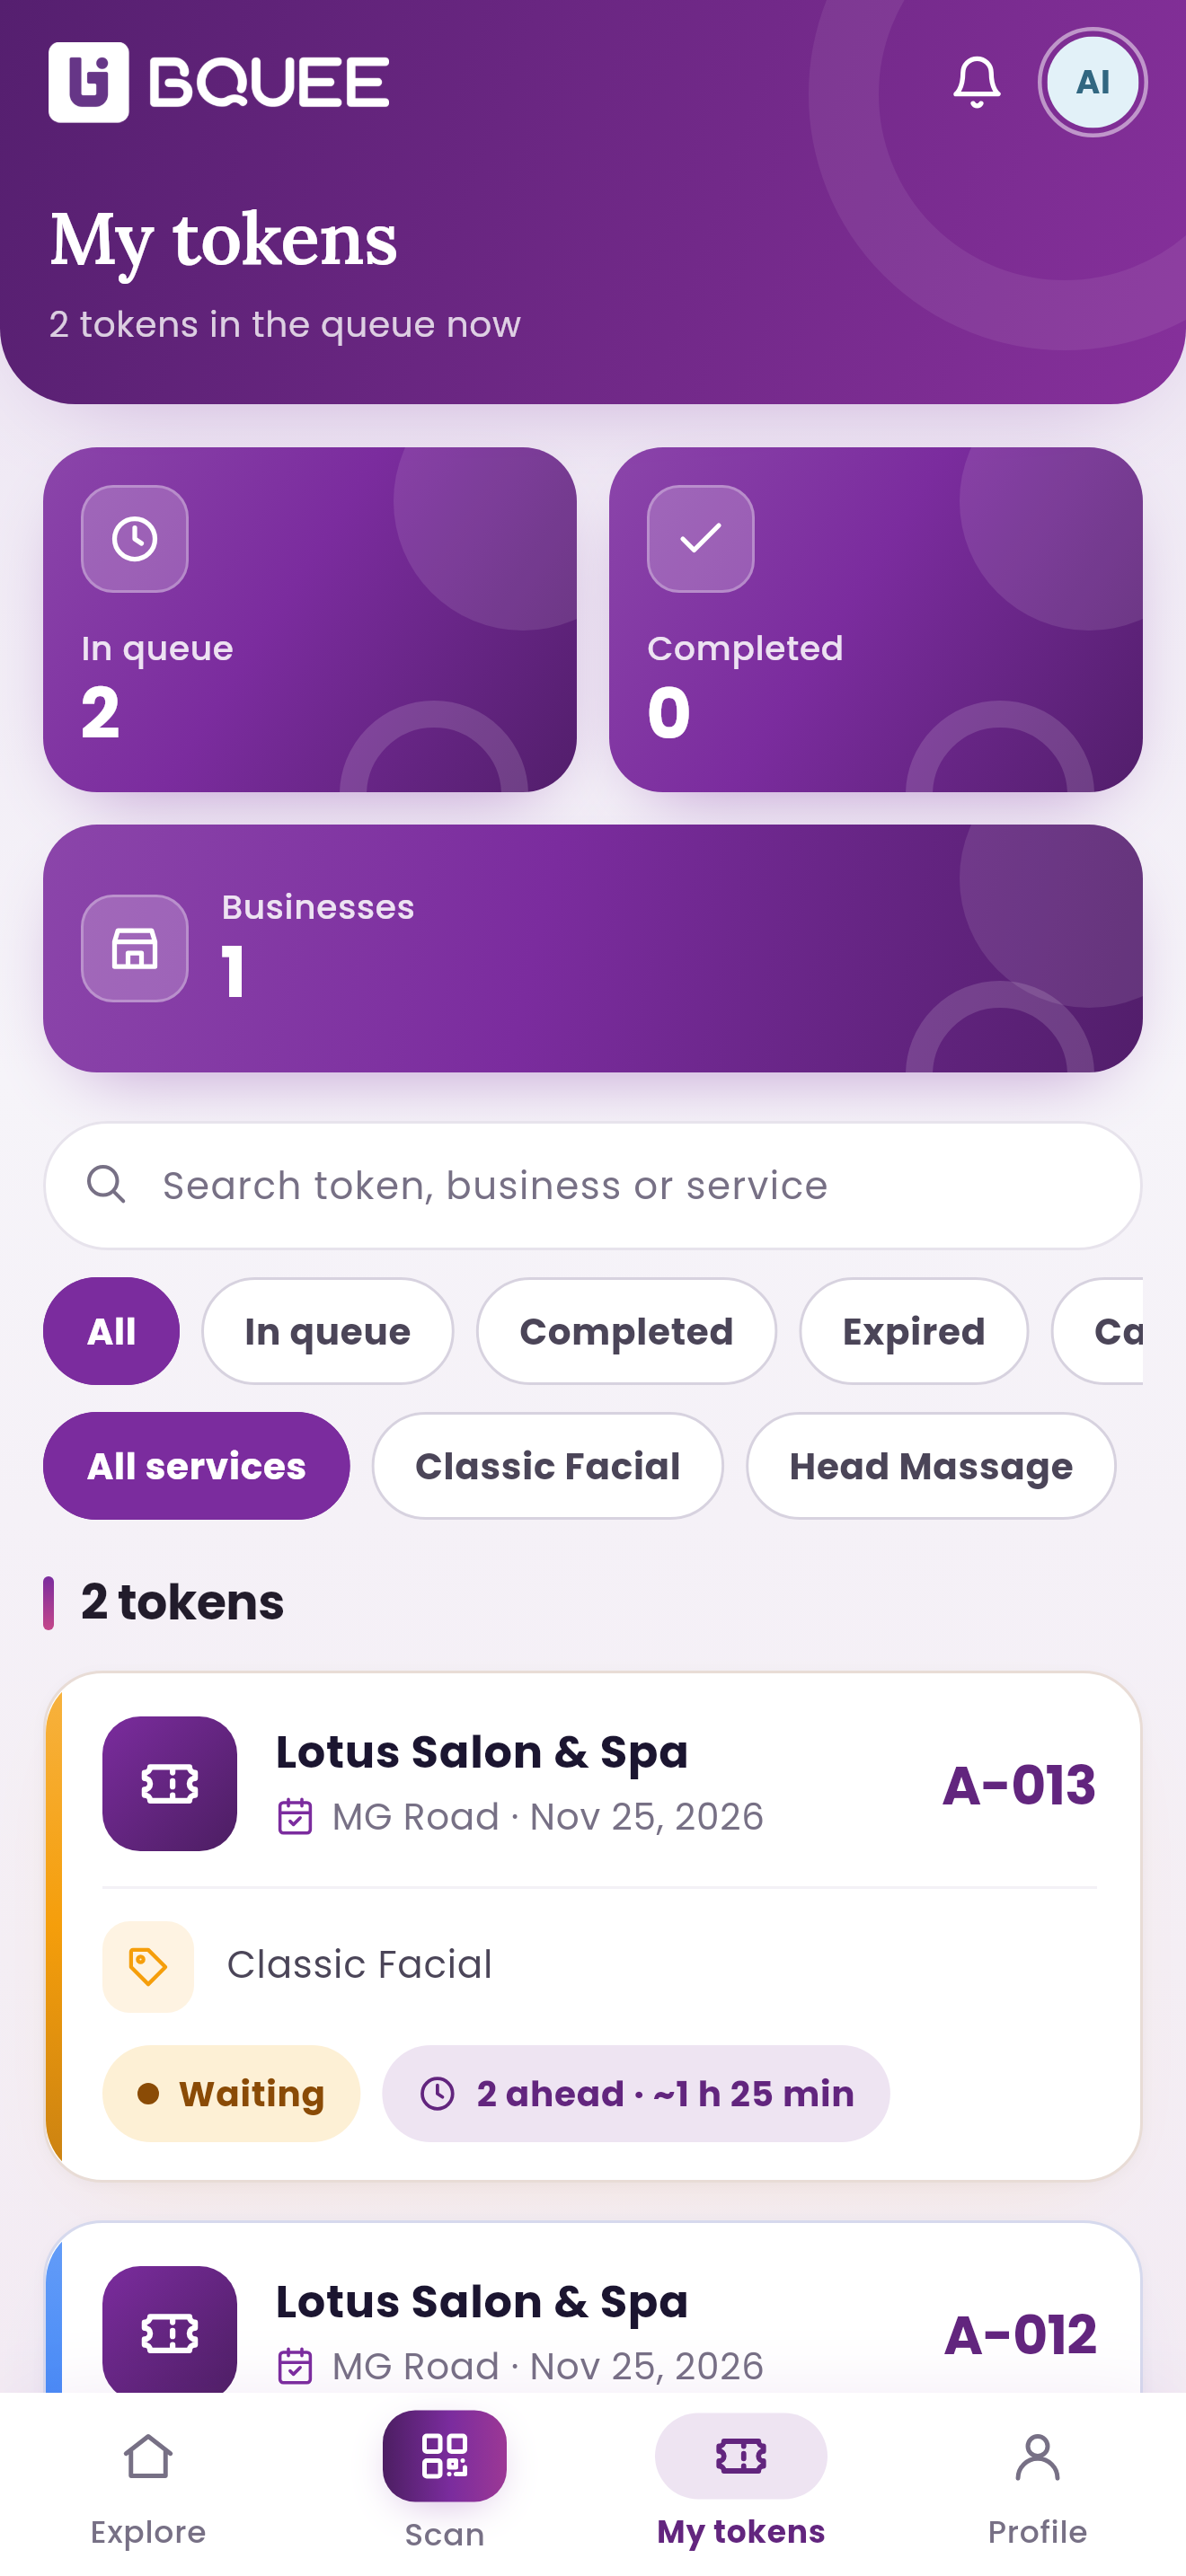 BQUEE
AI
My tokens
2 tokens in the queue now
In queue
2
Completed
0
Businesses
1
Search token, business or service
All
In queue
Completed
Expired
Ca
All services
Classic Facial
Head Massage
2 tokens
Lotus Salon & Spa
MG Road · Nov 25, 2026
A-013
Classic Facial
Waiting
2 ahead · ~1 h 25 min
Lotus Salon & Spa
MG Road · Nov 25, 2026
A-012
Explore
Scan
My tokens
Profile